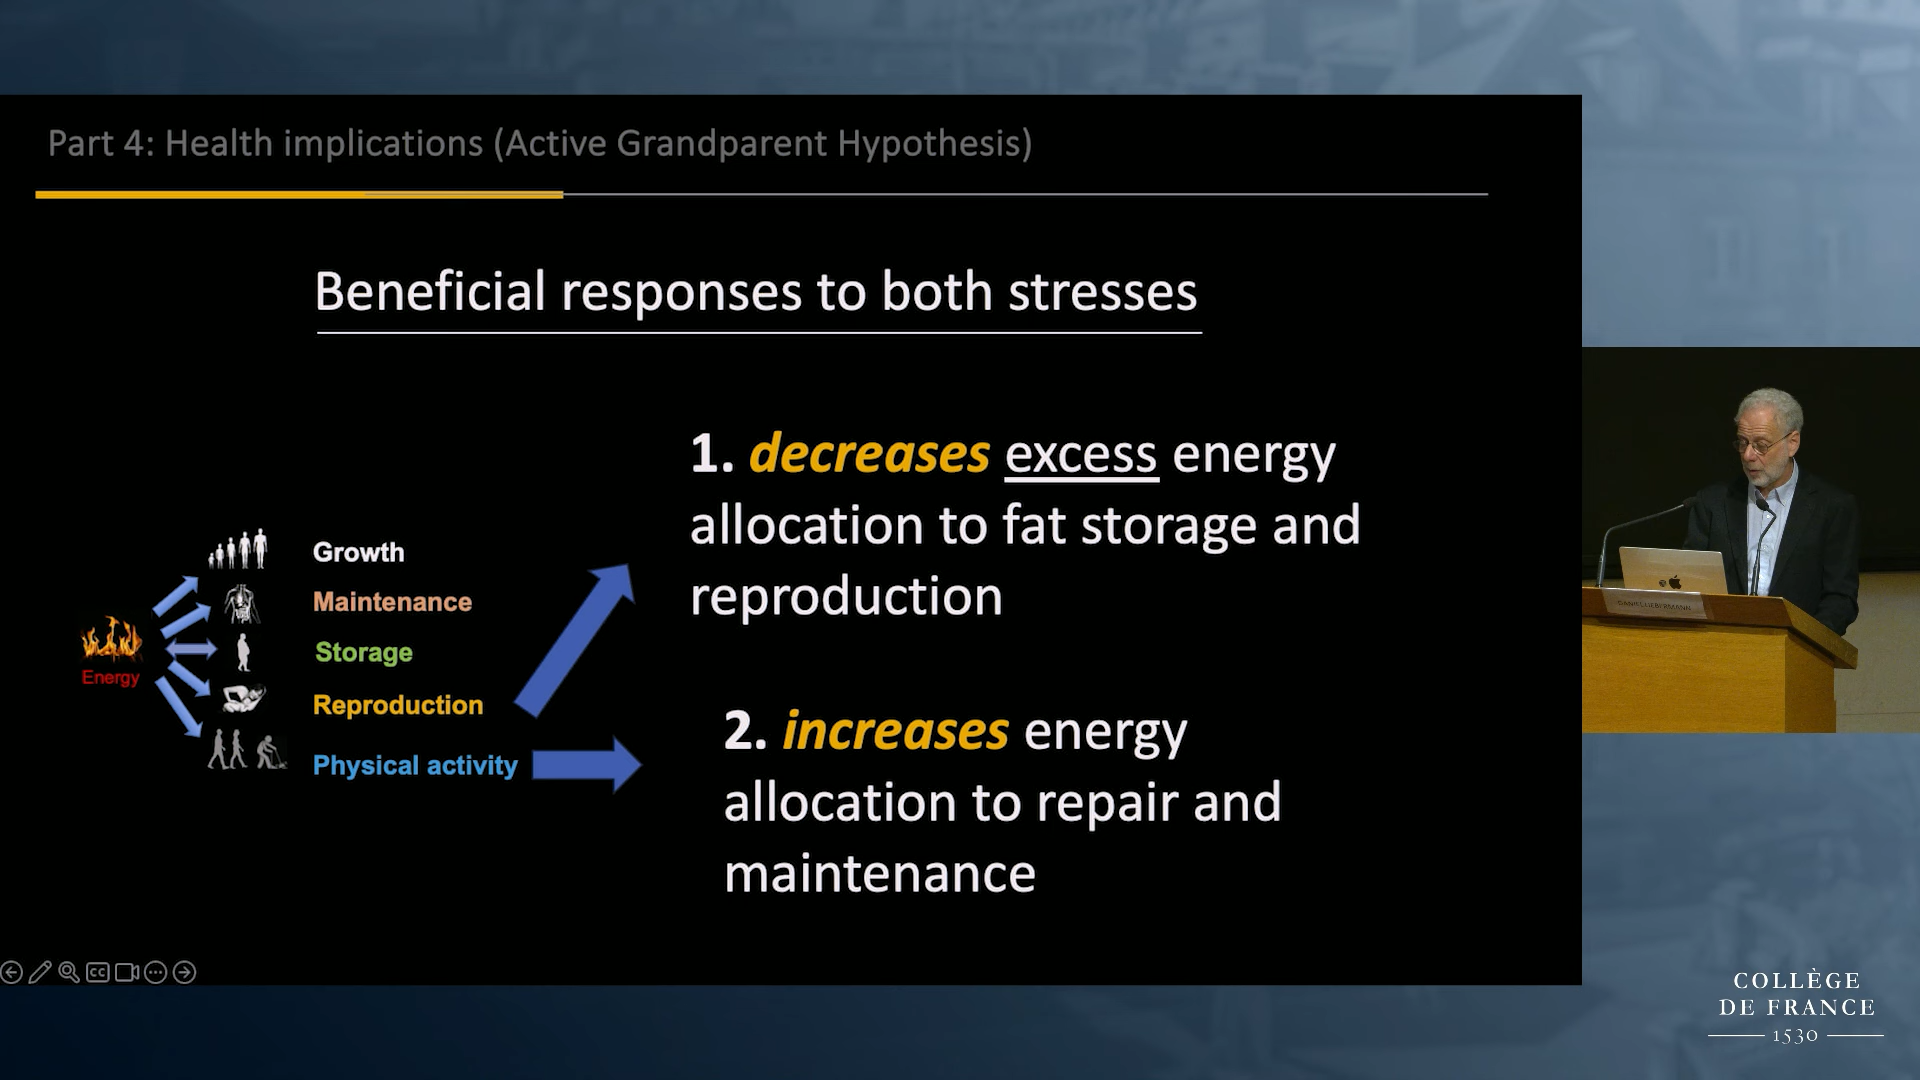 Part 4: Health implications (Active Grandparent Hypothesis)
Beneficial responses to both stresses
1. decreases excess energy
allocation to fat storage and
reproduction
2. increases energy
allocation to repair and
maintenance
Growth
Maintenance
Storage
Reproduction
Physical activity
Energy
CC
COLLÈGE
DE FRANCE
1530